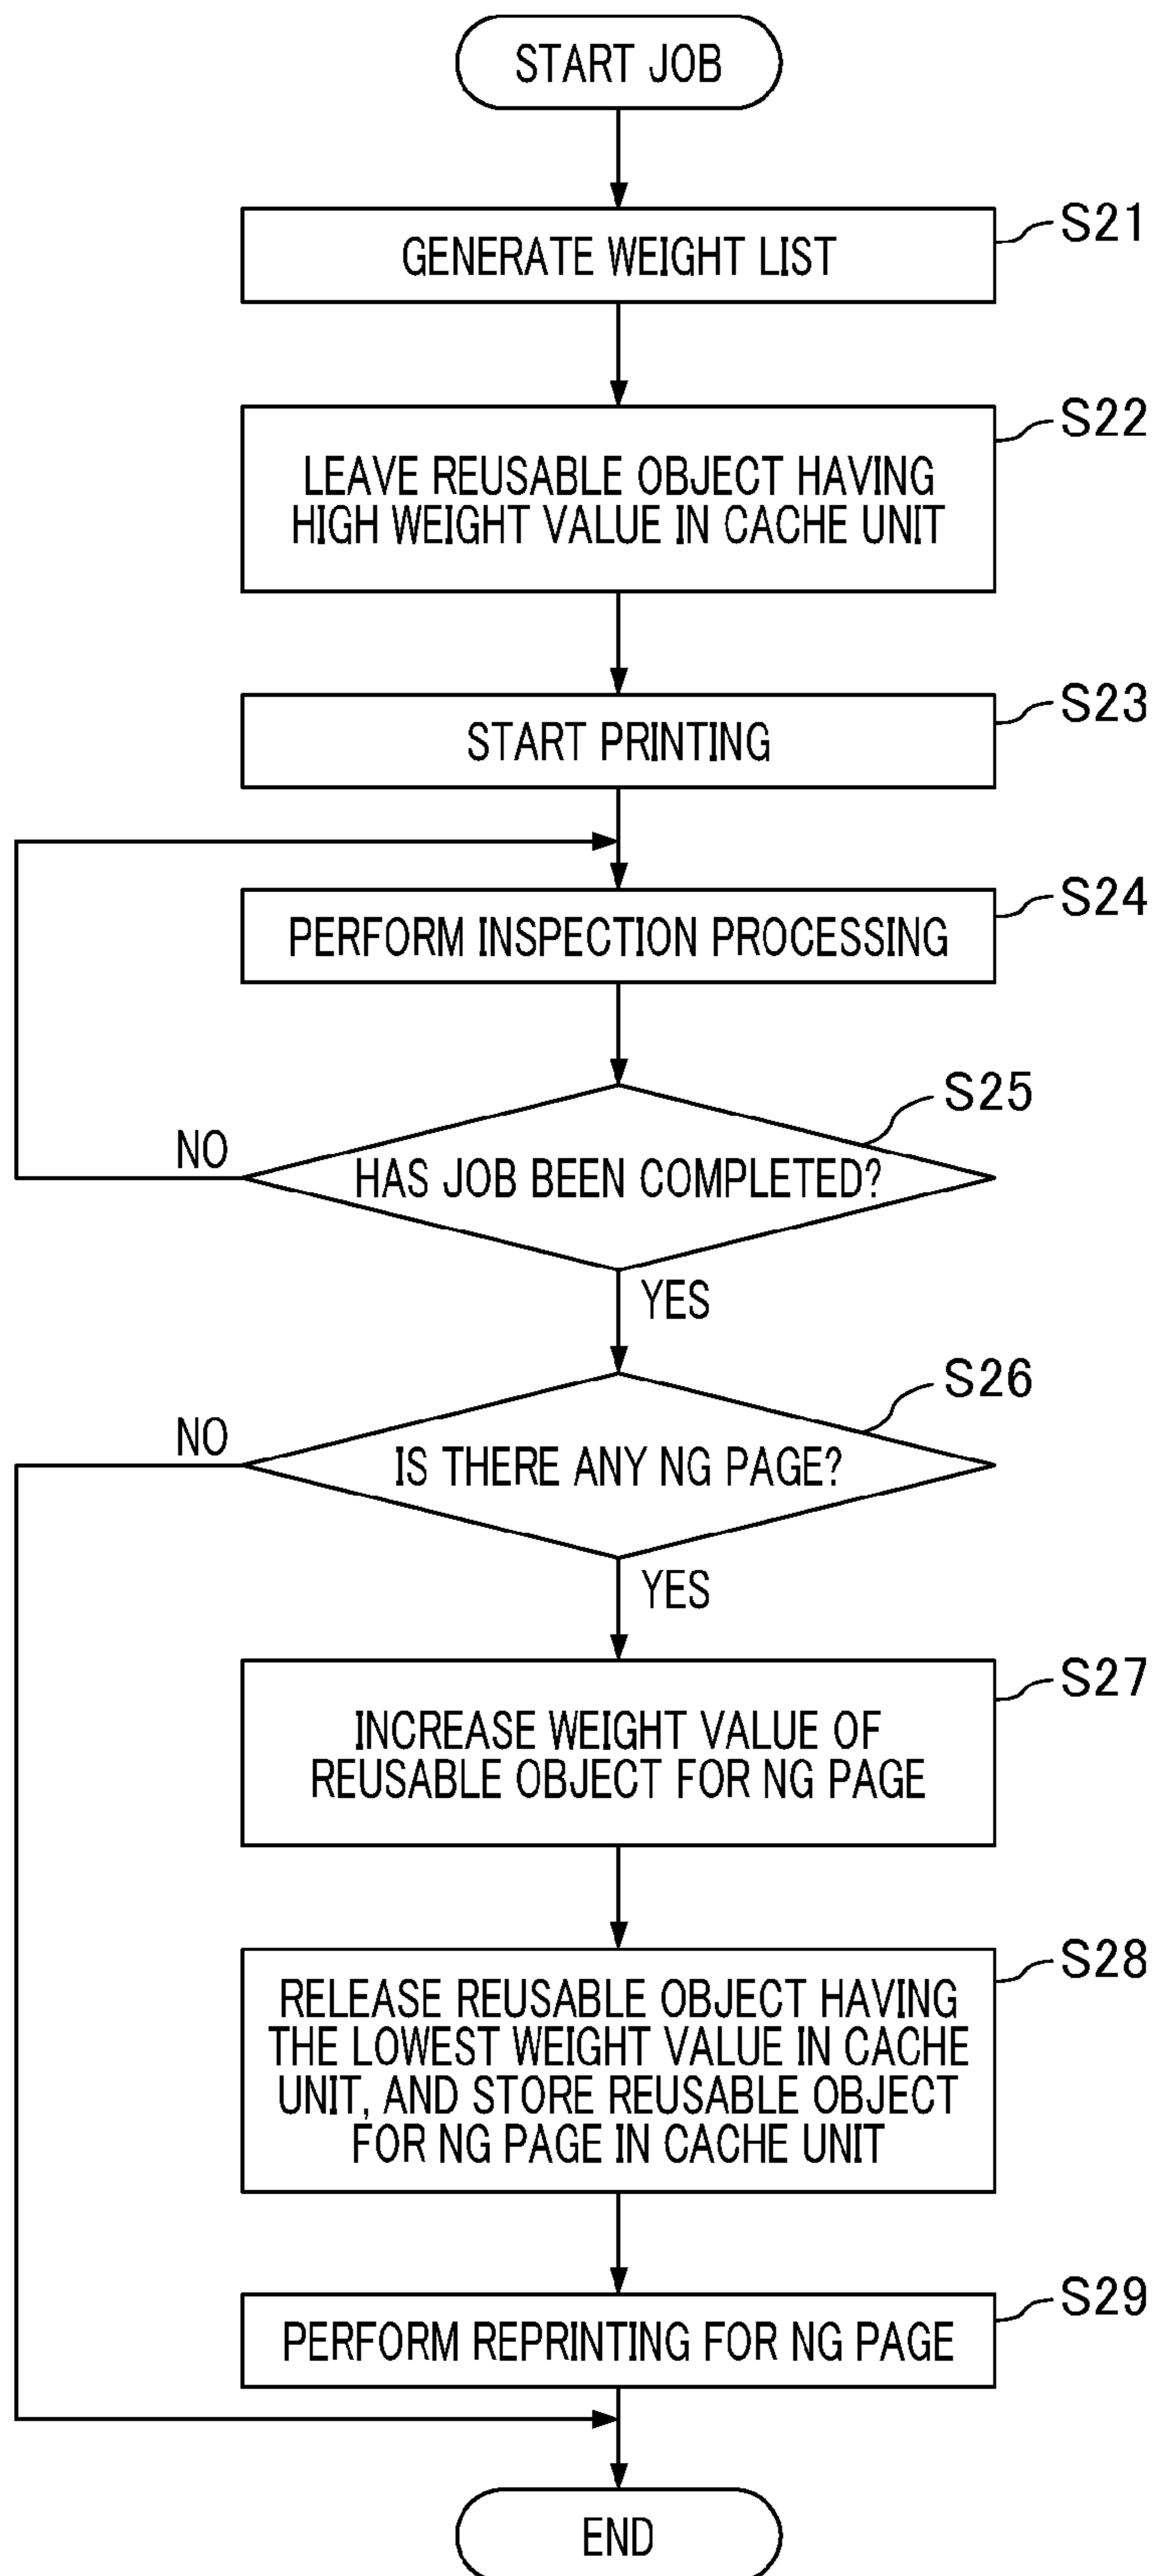 START JOB
S21
GENERATE WEIGHT LIST
S22
LEAVE REUSABLE OBJECT HAVING
HIGH WEIGHT VALUE IN CACHE UNIT
S23
START PRINTING
S24
PERFORM INSPECTION PROCESSING
S25
NO
HAS JOB BEEN COMPLETED?
YES
S26
NO
IS THERE ANY NG PAGE?
YES
S27
INCREASE WEIGHT VALUE OF
REUSABLE OBJECT FOR NG PAGE
S28
RELEASE REUSABLE OBJECT HAVING
THE LOWEST WEIGHT VALUE IN CACHE
UNIT, AND STORE REUSABLE OBJECT
FOR NG PAGE IN CACHE UNIT
S29
PERFORM REPRINTING FOR NG PAGE
END